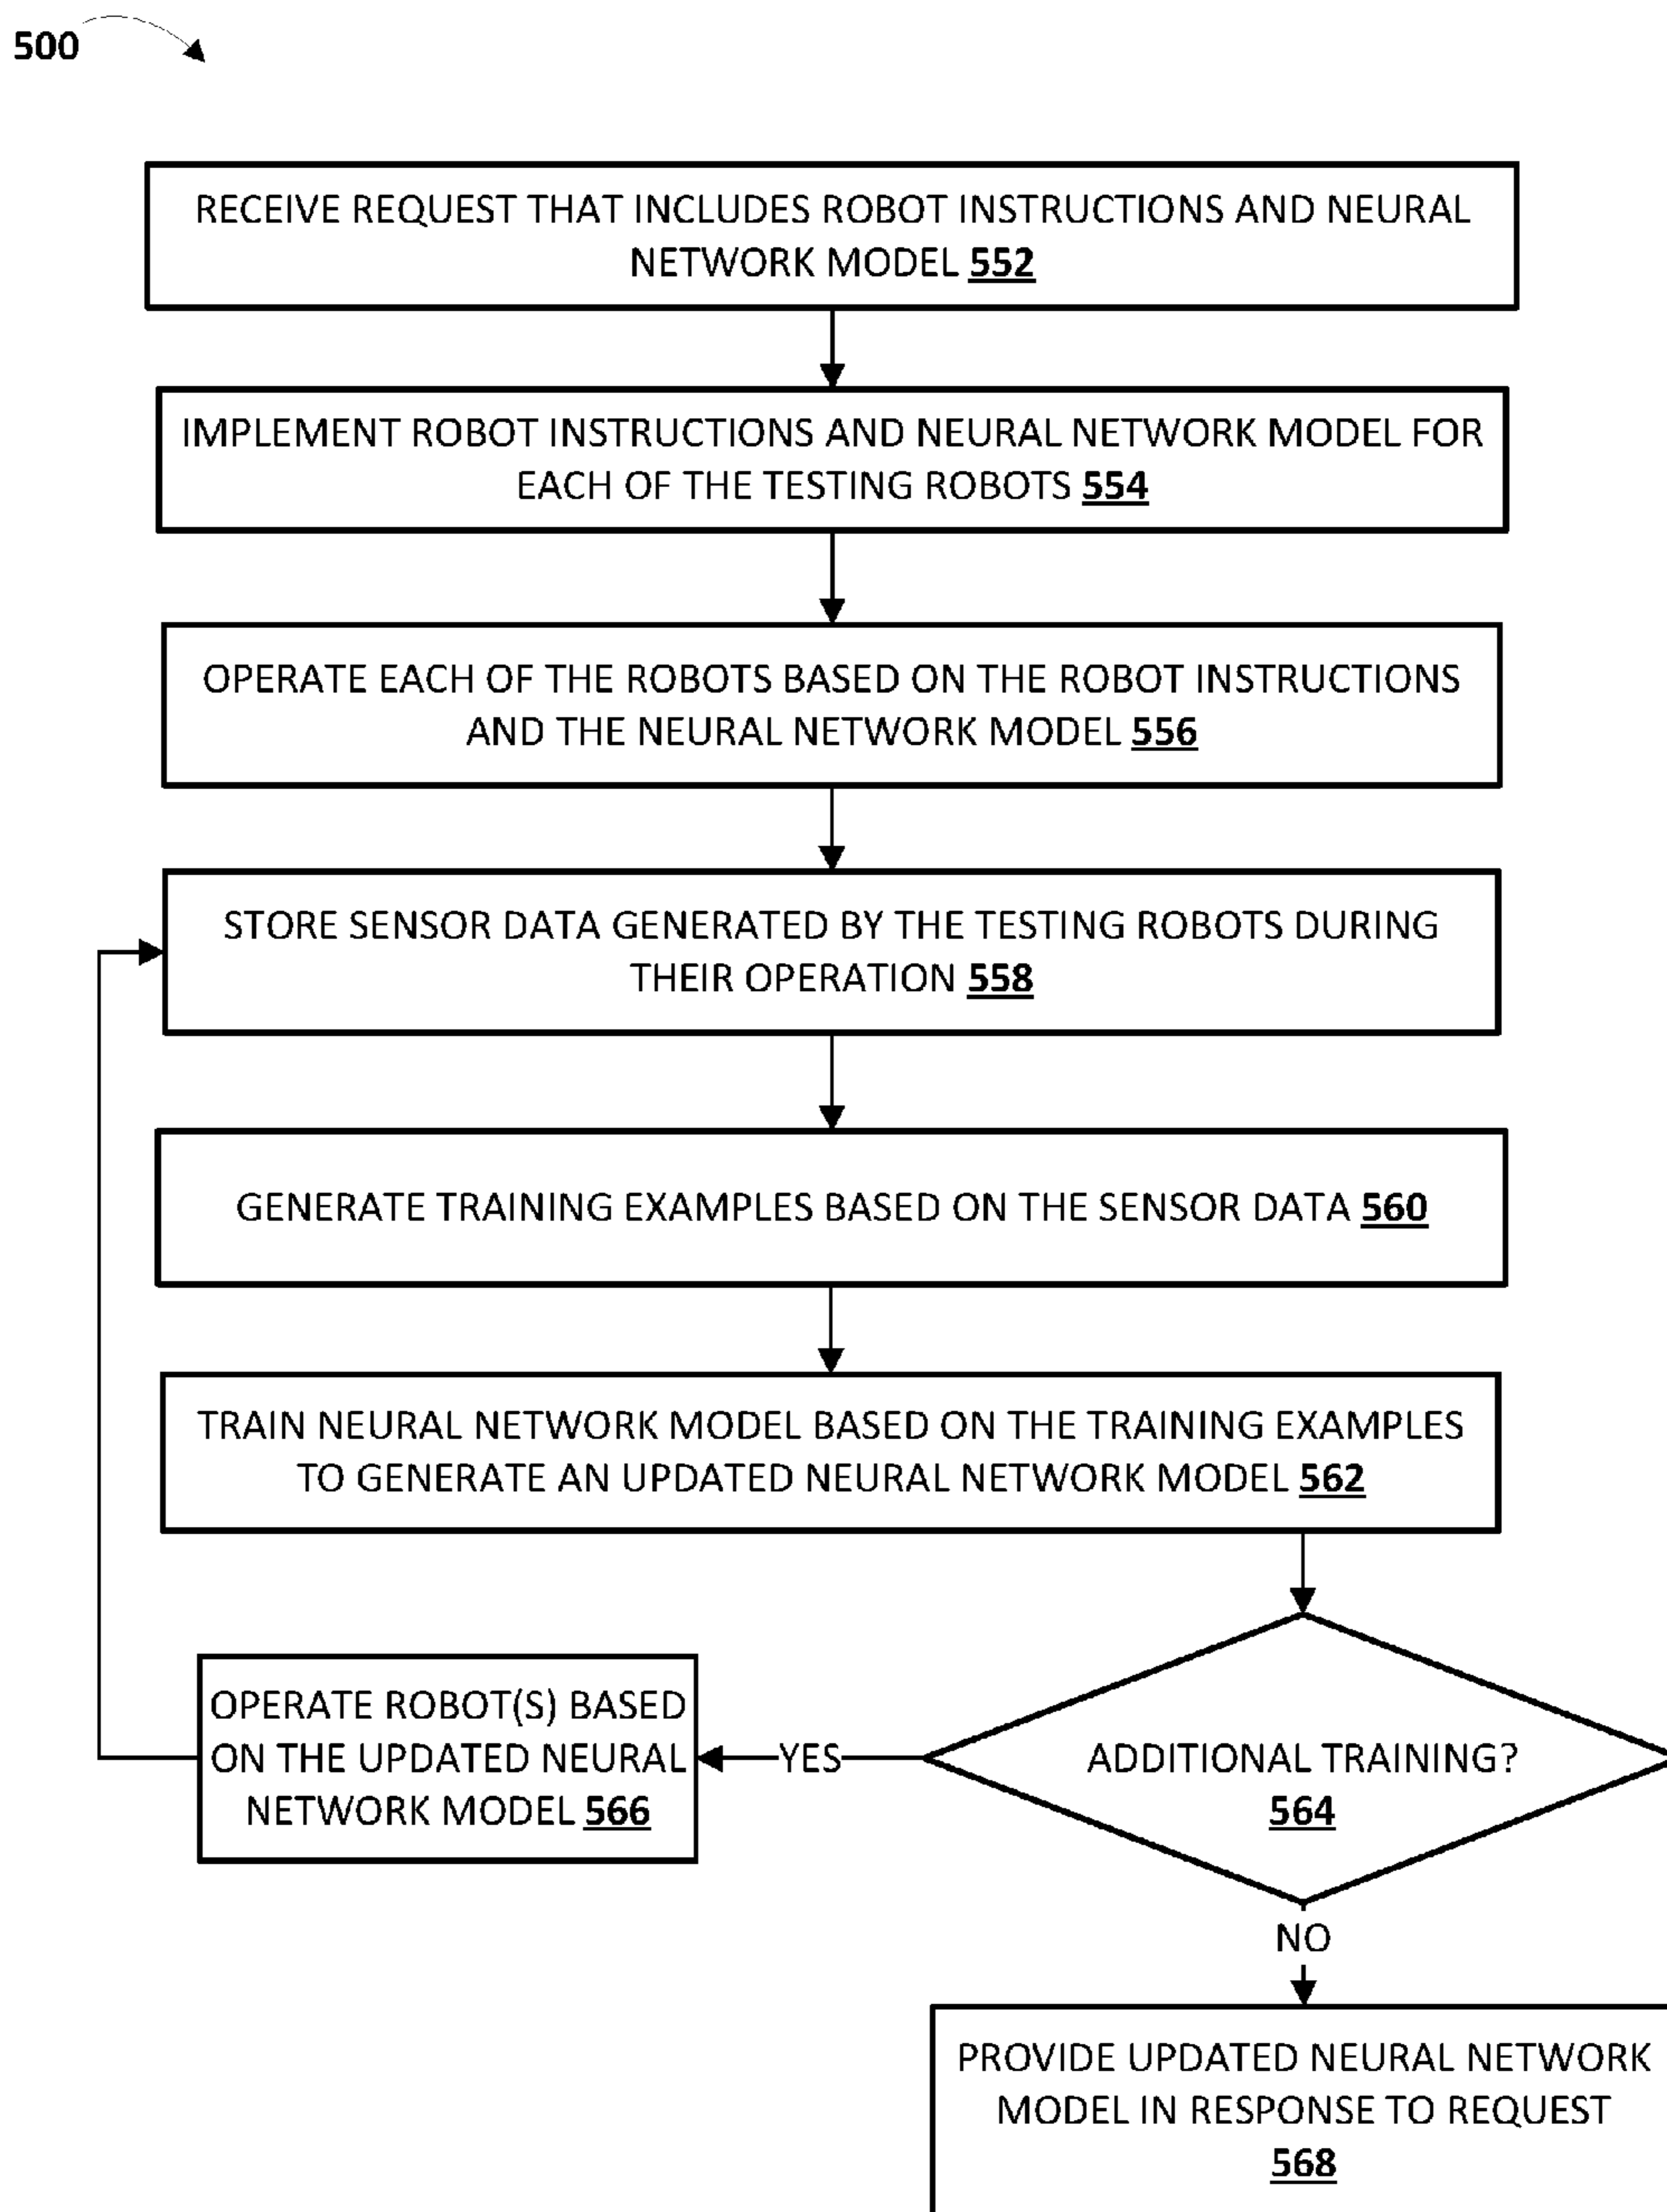 500
RECEIVE REQUEST THAT INCLUDES ROBOT INSTRUCTIONS AND NEURAL
NETWORK MODEL 552
IMPLEMENT ROBOT INSTRUCTIONS AND NEURAL NETWORK MODEL FOR
EACH OF THE TESTING ROBOTS 554
OPERATE EACH OF THE ROBOTS BASED ON THE ROBOT INSTRUCTIONS
AND THE NEURAL NETWORK MODEL 556
STORE SENSOR DATA GENERATED BY THE TESTING ROBOTS DURING
THEIR OPERATION 558
GENERATE TRAINING EXAMPLES BASED ON THE SENSOR DATA 560
TRAIN NEURAL NETWORK MODEL BASED ON THE TRAINING EXAMPLES
TO GENERATE AN UPDATED NEURAL NETWORK MODEL 562
OPERATE ROBOT(S) BASED
ON THE UPDATED NEURAL
NETWORK MODEL 566
YES
ADDITIONAL TRAINING?
564
NO
PROVIDE UPDATED NEURAL NETWORK
MODEL IN RESPONSE TO REQUEST
568